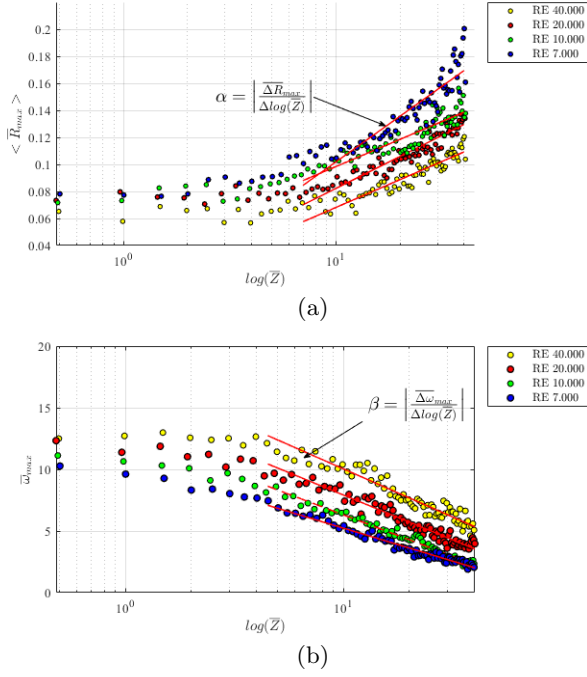 0.2
0.18
0.16
0.14
0.12
0.1
0.08
0.06
0.04
< R̅max >
α = | Δ̅R̅max / Δlog(Z̅) |
10⁰
10¹
log(Z̅)
RE 40.000
RE 20.000
RE 10.000
RE 7.000
(a)
20
15
10
5
0
ω̅max
β = | Δ̅ω̅max / Δlog(Z̅) |
10⁰
10¹
log(Z̅)
RE 40.000
RE 20.000
RE 10.000
RE 7.000
(b)